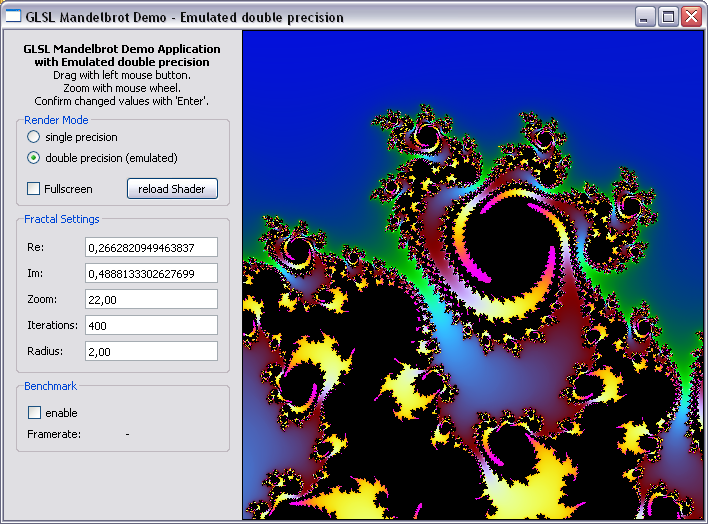 GLSL Mandelbrot Demo - Emulated double precision
GLSL Mandelbrot Demo Application
with Emulated double precision
Drag with left mouse button.
Zoom with mouse wheel.
Confirm changed values with 'Enter'.
Render Mode
single precision
double precision (emulated)
Fullscreen reload Shader
Fractal Settings
Re: 0,2662820949463837
Im: 0,4888133302627699
Zoom: 22,00
Iterations: 400
Radius: 2,00
Benchmark
enable
Framerate: -